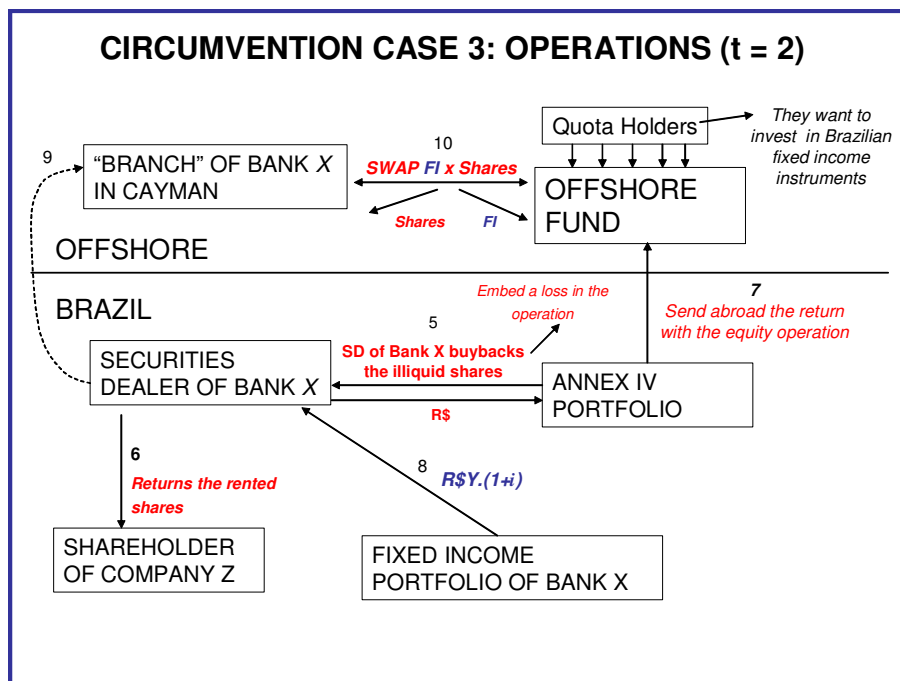 CIRCUMVENTION CASE 3: OPERATIONS (t = 2)
9
“BRANCH” OF BANK X
IN CAYMAN
10
SWAP FI x Shares
Shares
FI
Quota Holders
They want to
invest in Brazilian
fixed income
instruments
OFFSHORE
FUND
OFFSHORE
BRAZIL
Embed a loss in the
operation
7
Send abroad the return
with the equity operation
5
SD of Bank X buybacks
the illiquid shares
SECURITIES
DEALER OF BANK X
R$
ANNEX IV
PORTFOLIO
6
Returns the rented
shares
8
R$Y.(1+i)
SHAREHOLDER
OF COMPANY Z
FIXED INCOME
PORTFOLIO OF BANK X